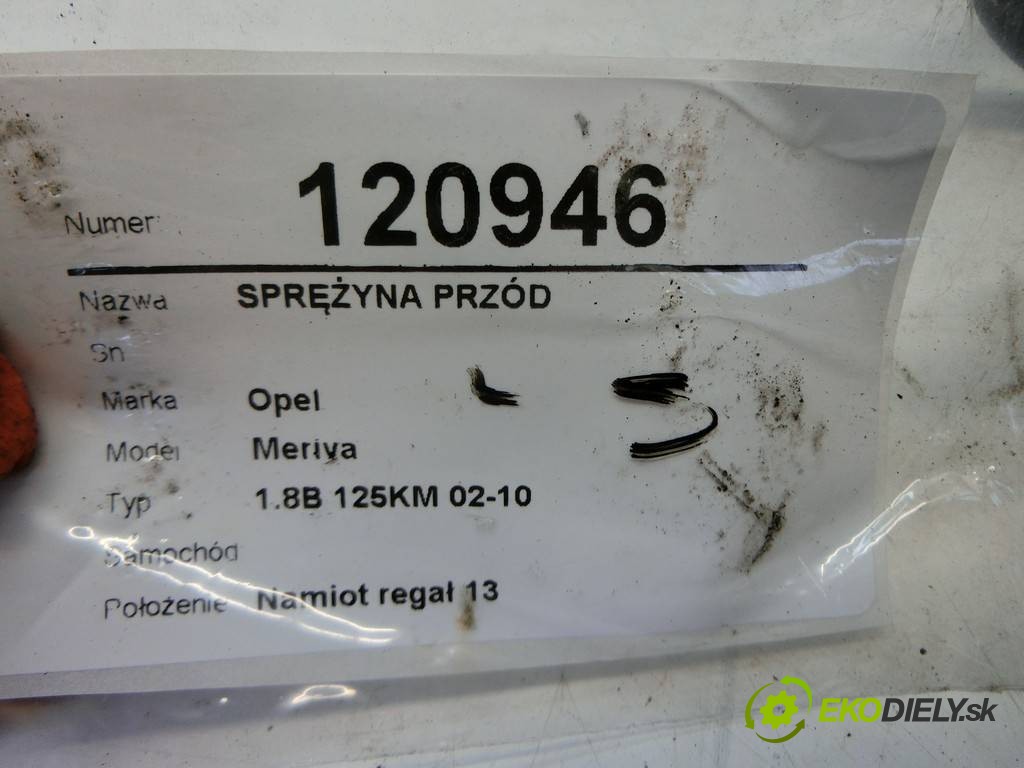 Numer: 120946
Nazwa SPRĘŻYNA PRZÓD
Sn
Marka Opel
Model Meriva
Typ 1.8B 125KM 02-10
Samochód
Położenie Namiot regał 13
EKODIELY.sk